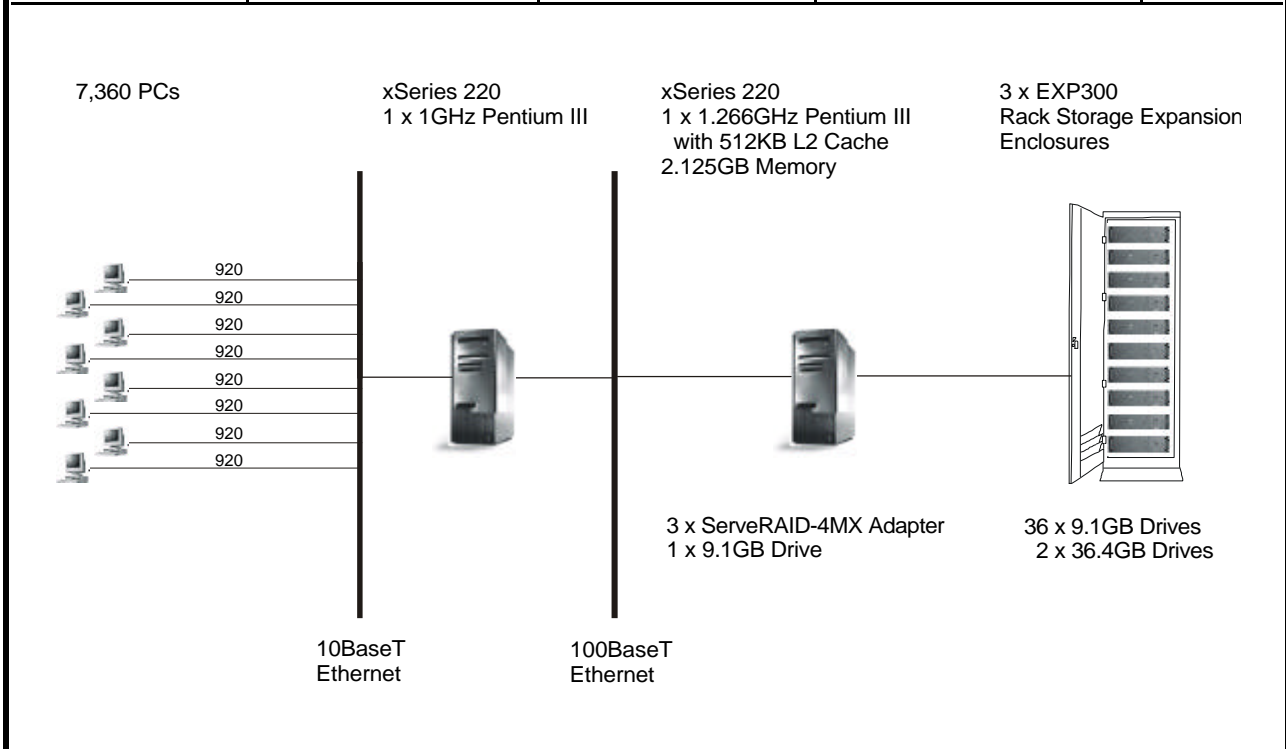 7,360 PCs
xSeries 220
1 x 1GHz Pentium III
xSeries 220
1 x 1.266GHz Pentium III
with 512KB L2 Cache
2.125GB Memory
3 x EXP300
Rack Storage Expansion
Enclosures
920
920
920
920
920
920
920
920
3 x ServeRAID-4MX Adapter
1 x 9.1GB Drive
36 x 9.1GB Drives
2 x 36.4GB Drives
10BaseT
Ethernet
100BaseT
Ethernet